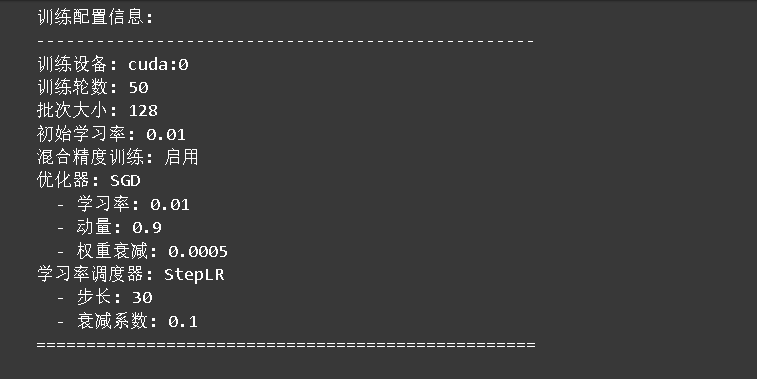 训练配置信息:
--------------------------------------------------
训练设备: cuda:0
训练轮数: 50
批次大小: 128
初始学习率: 0.01
混合精度训练: 启用
优化器: SGD
  - 学习率: 0.01
  - 动量: 0.9
  - 权重衰减: 0.0005
学习率调度器: StepLR
  - 步长: 30
  - 衰减系数: 0.1
==================================================